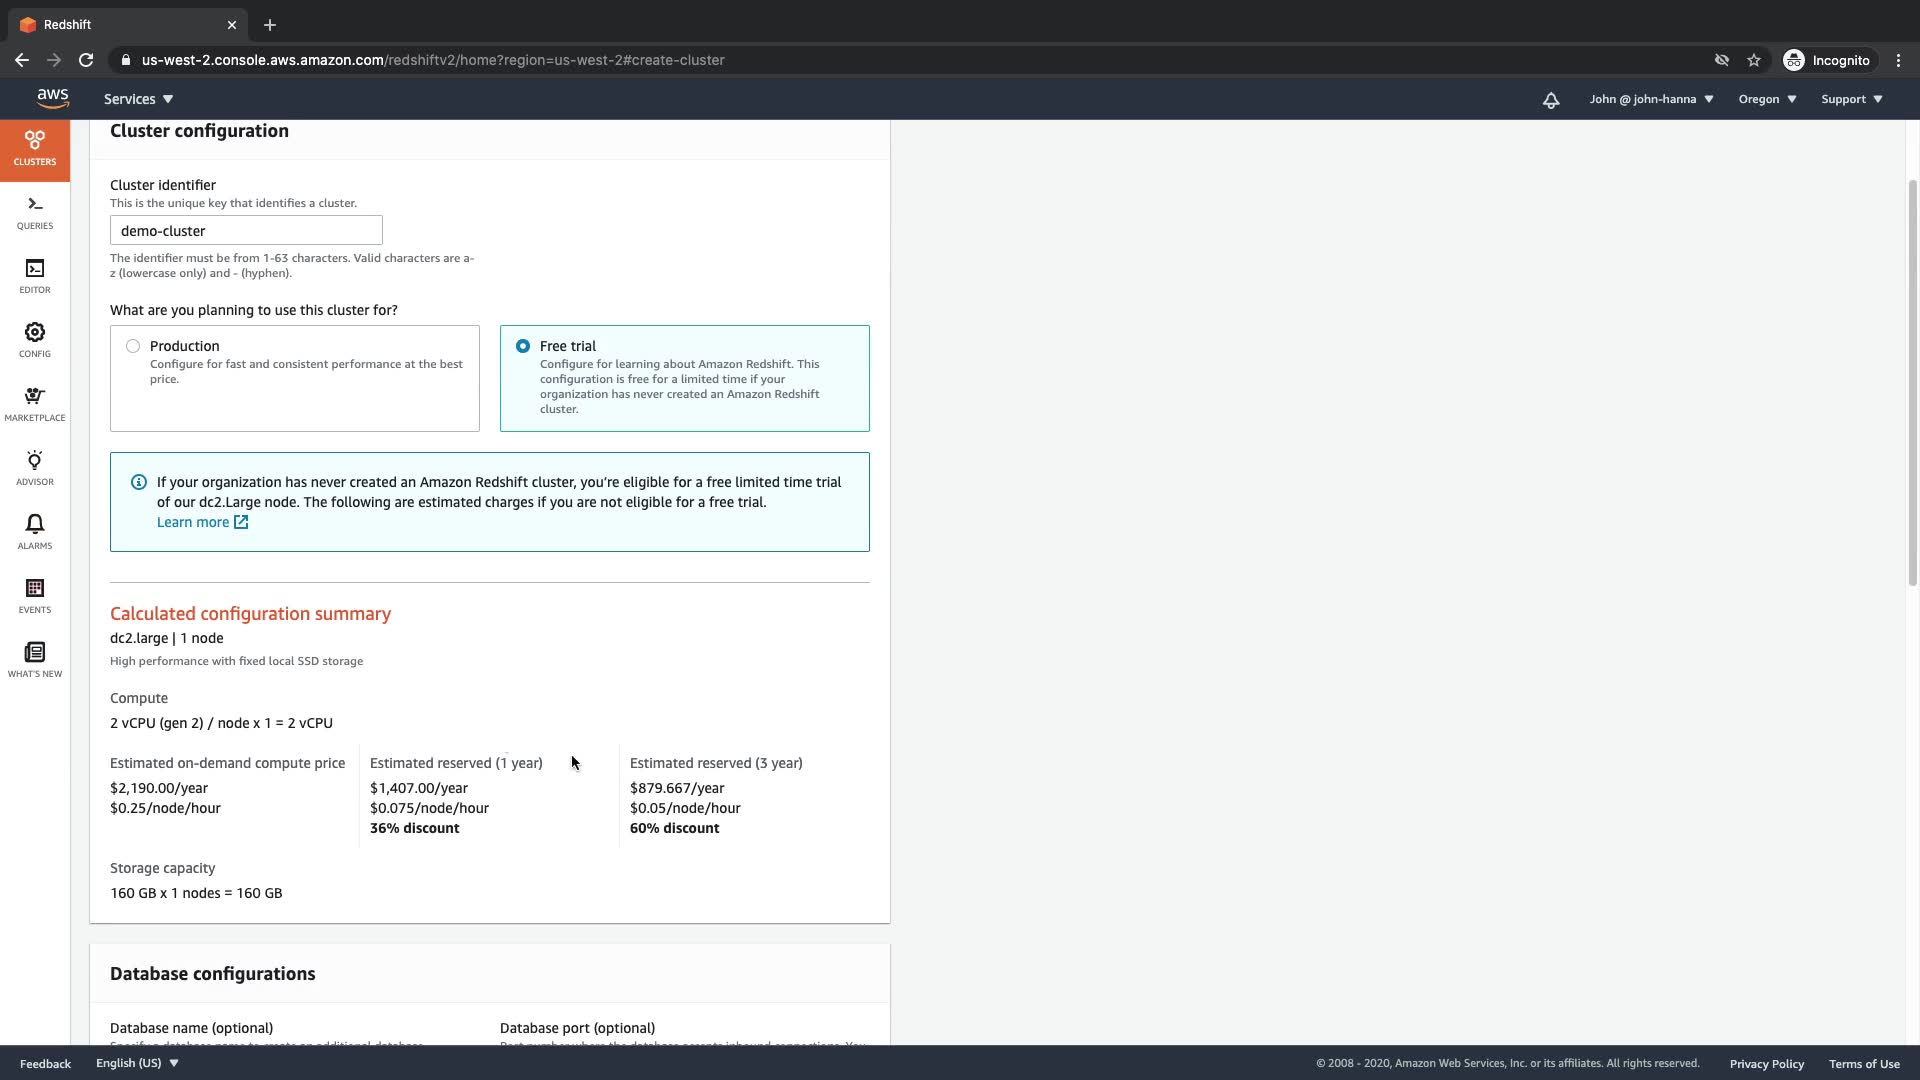 Redshift
us-west-2.console.aws.amazon.com/redshiftv2/home?region=us-west-2#create-cluster
Incognito
aws
Services
John @ john-hanna
Oregon
Support
CLUSTERS
QUERIES
EDITOR
CONFIG
MARKETPLACE
ADVISOR
ALARMS
EVENTS
WHAT'S NEW
Cluster configuration
Cluster identifier
This is the unique key that identifies a cluster.
demo-cluster
The identifier must be from 1-63 characters. Valid characters are a-
z (lowercase only) and - (hyphen).
What are you planning to use this cluster for?
Production
Configure for fast and consistent performance at the best
price.
Free trial
Configure for learning about Amazon Redshift. This
configuration is free for a limited time if your
organization has never created an Amazon Redshift
cluster.
If your organization has never created an Amazon Redshift cluster, you're eligible for a free limited time trial
of our dc2.Large node. The following are estimated charges if you are not eligible for a free trial.
Learn more
Calculated configuration summary
dc2.large | 1 node
High performance with fixed local SSD storage
Compute
2 vCPU (gen 2) / node x 1 = 2 vCPU
Estimated on-demand compute price
$2,190.00/year
$0.25/node/hour
Estimated reserved (1 year)
$1,407.00/year
$0.075/node/hour
36% discount
Estimated reserved (3 year)
$879.667/year
$0.05/node/hour
60% discount
Storage capacity
160 GB x 1 nodes = 160 GB
Database configurations
Database name (optional)
Database port (optional)
Feedback
English (US)
© 2008 - 2020, Amazon Web Services, Inc. or its affiliates. All rights reserved.
Privacy Policy
Terms of Use